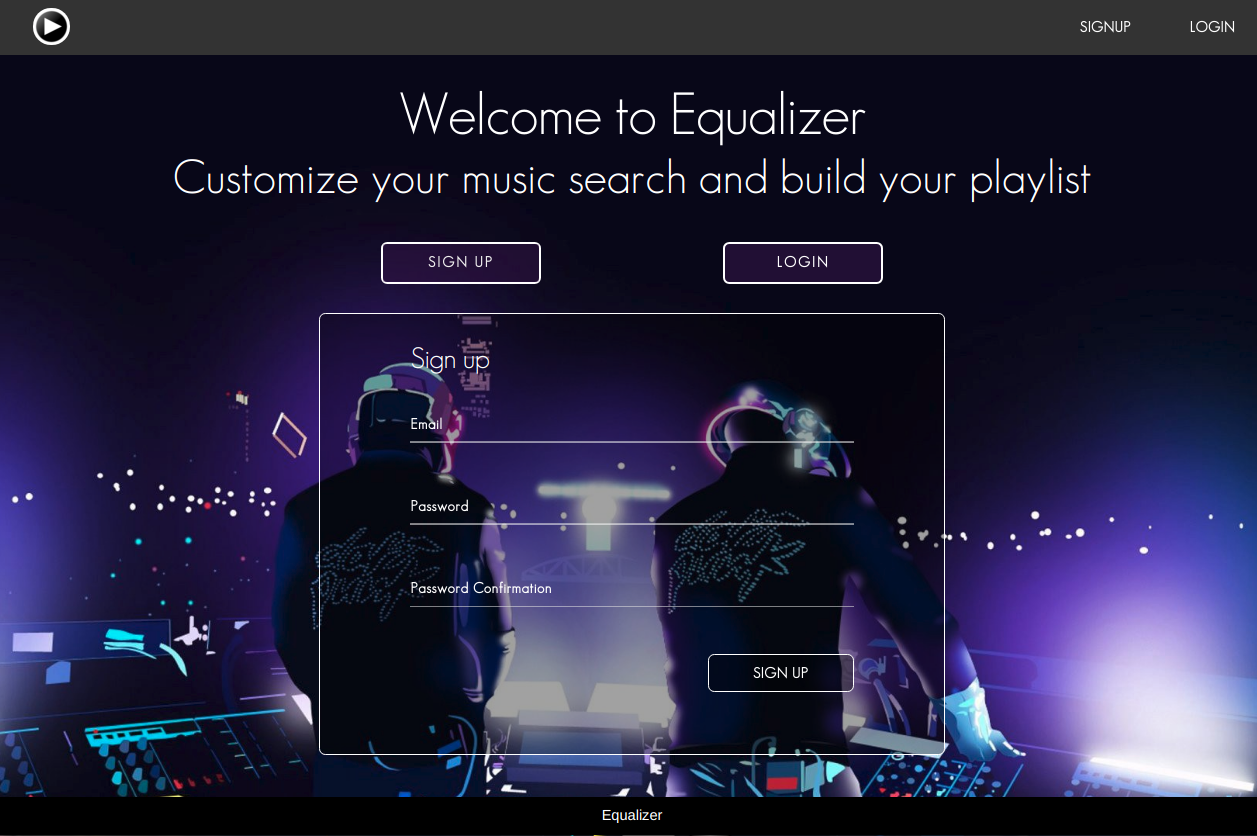 SIGNUP LOGIN
Welcome to Equalizer
Customize your music search and build your playlist
SIGN UP LOGIN
Sign up
Email
Password
Password Confirmation
SIGN UP
Equalizer